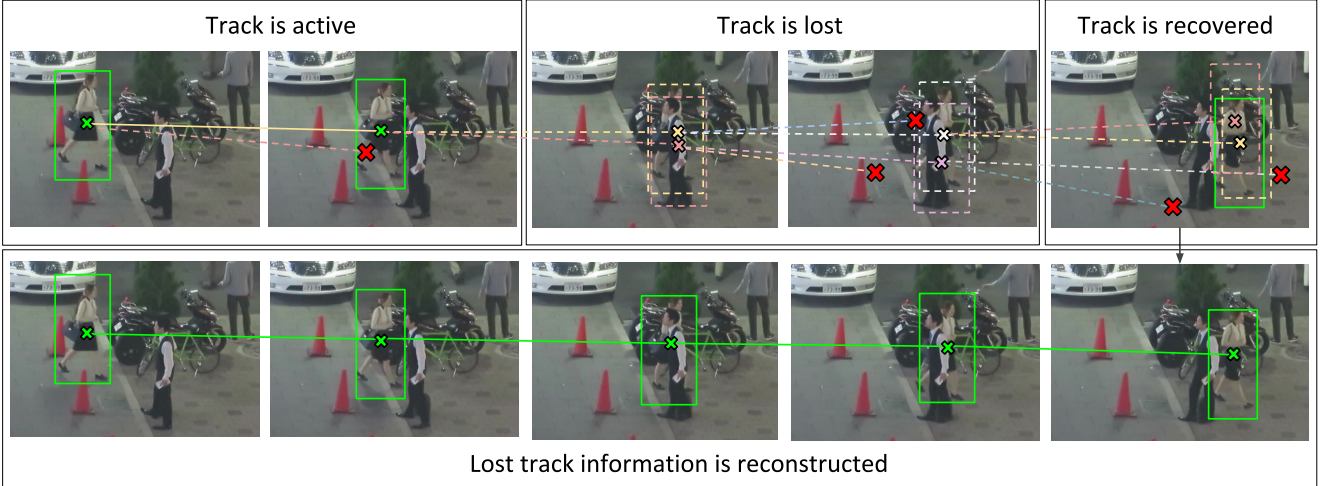 Track is active
Track is lost
Track is recovered
Lost track information is reconstructed